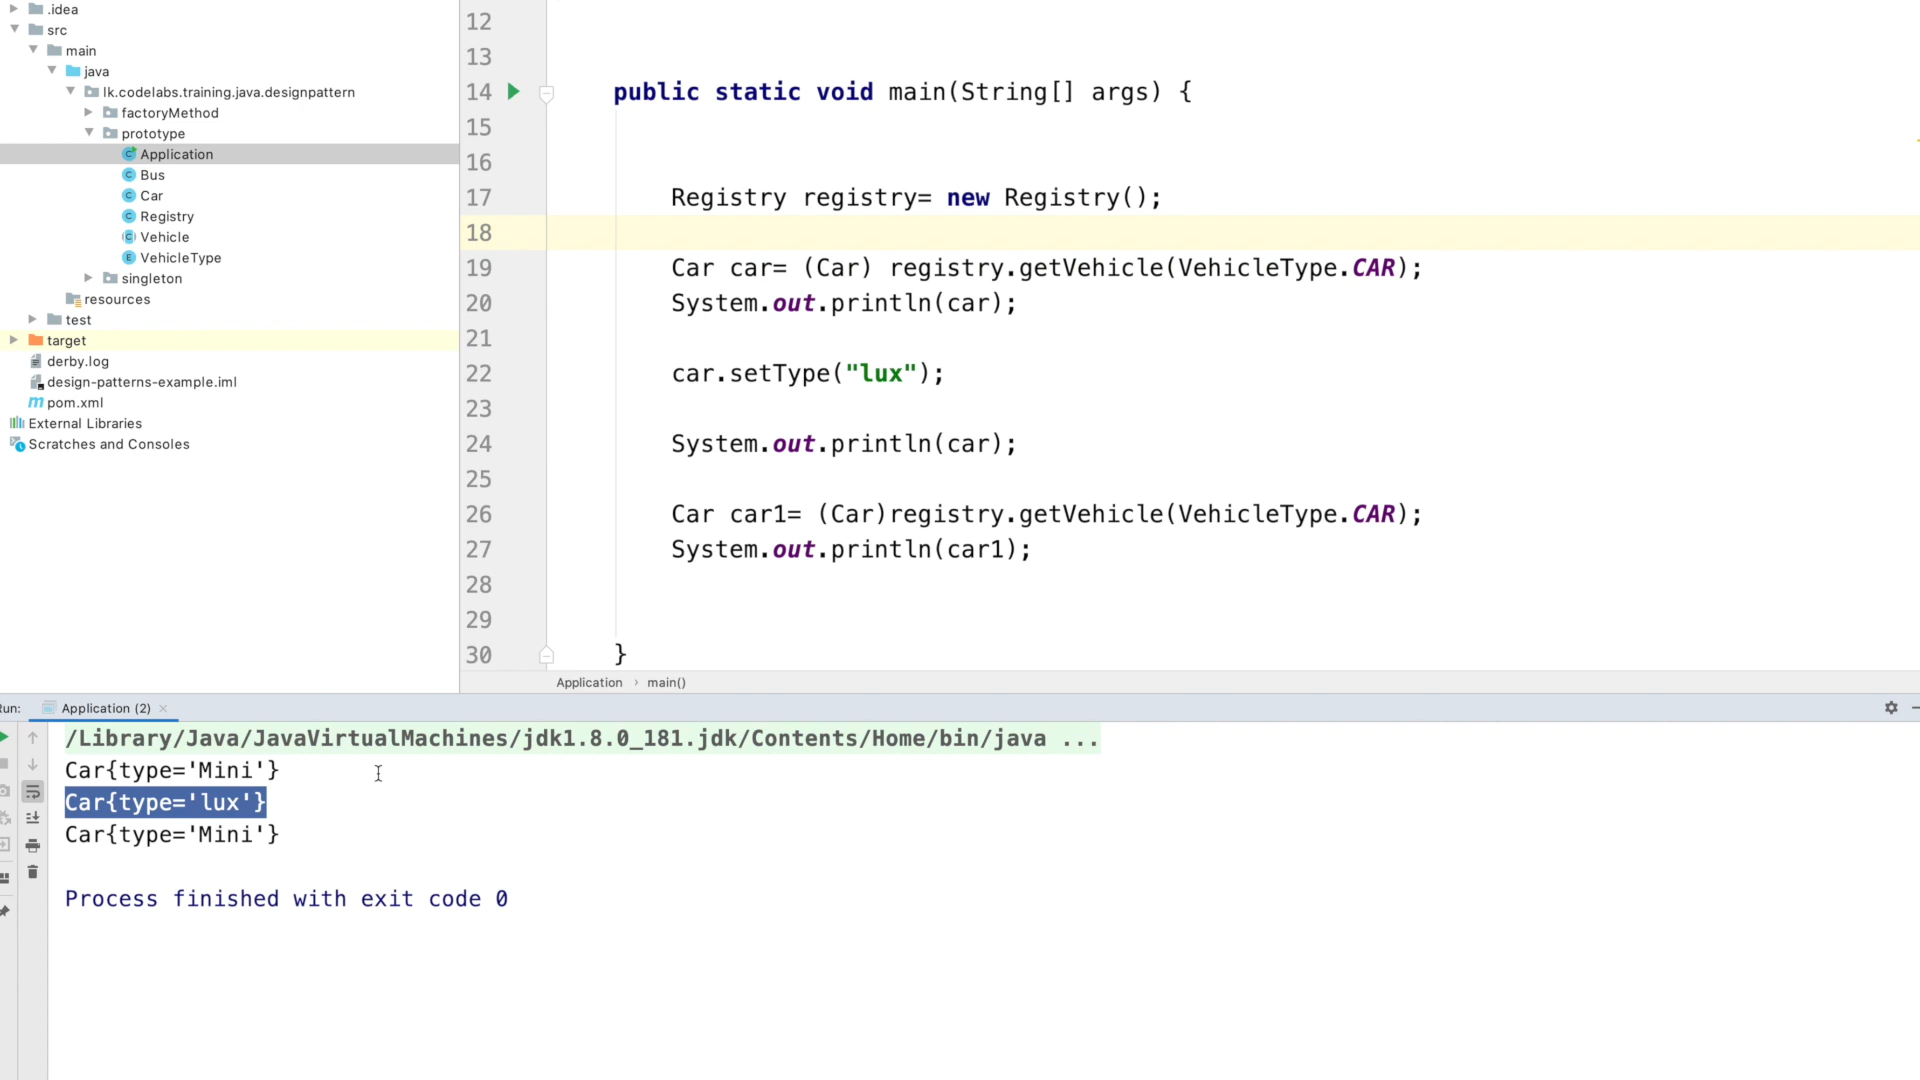 .idea
src
main
java
lk.codelabs.training.java.designpattern
factoryMethod
prototype
Application
Bus
Car
Registry
Vehicle
VehicleType
singleton
resources
test
target
derby.log
design-patterns-example.iml
pom.xml
External Libraries
Scratches and Consoles
12
13
14 public static void main(String[] args) {
15
16
17 Registry registry= new Registry();
18
19 Car car= (Car) registry.getVehicle(VehicleType.CAR);
20 System.out.println(car);
21
22 car.setType("lux");
23
24 System.out.println(car);
25
26 Car car1= (Car)registry.getVehicle(VehicleType.CAR);
27 System.out.println(car1);
28
29
30 }
Application › main()
Application (2)
/Library/Java/JavaVirtualMachines/jdk1.8.0_181.jdk/Contents/Home/bin/java ...
Car{type='Mini'}
Car{type='lux'}
Car{type='Mini'}
Process finished with exit code 0